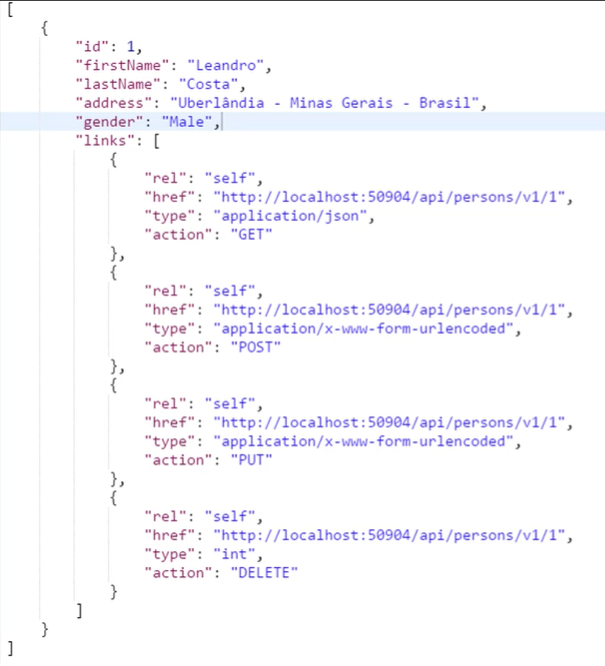 [
    {
        "id": 1,
        "firstName": "Leandro",
        "lastName": "Costa",
        "address": "Uberlândia - Minas Gerais - Brasil",
        "gender": "Male",
        "links": [
            {
                "rel": "self",
                "href": "http://localhost:50904/api/persons/v1/1",
                "type": "application/json",
                "action": "GET"
            },
            {
                "rel": "self",
                "href": "http://localhost:50904/api/persons/v1/1",
                "type": "application/x-www-form-urlencoded",
                "action": "POST"
            },
            {
                "rel": "self",
                "href": "http://localhost:50904/api/persons/v1/1",
                "type": "application/x-www-form-urlencoded",
                "action": "PUT"
            },
            {
                "rel": "self",
                "href": "http://localhost:50904/api/persons/v1/1",
                "type": "int",
                "action": "DELETE"
            }
        ]
    }
]